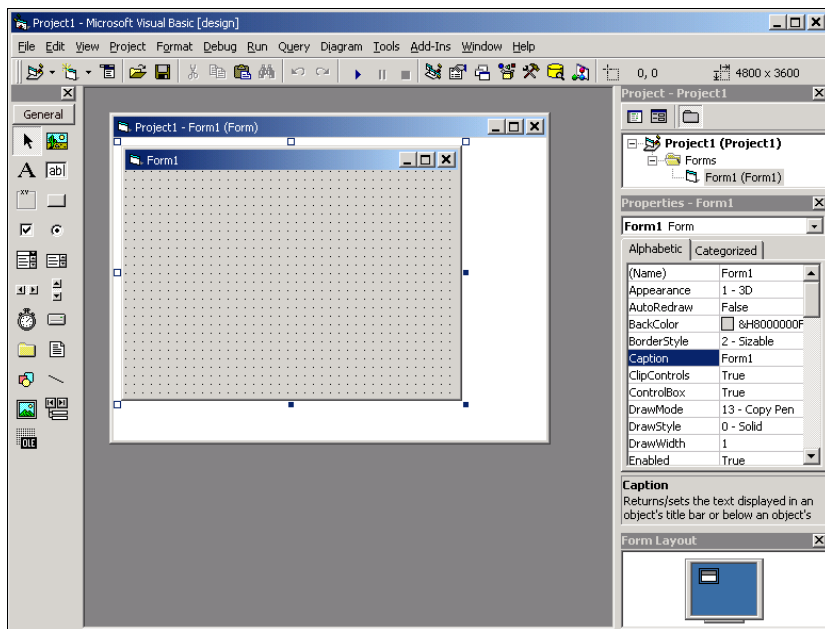 Project1 - Microsoft Visual Basic [design]
File Edit View Project Format Debug Run Query Diagram Tools Add-Ins Window Help
0, 0 4800 x 3600
General
A ab|
XY
OLE
Project1 - Form1 (Form)
Form1
Project - Project1
Project1 (Project1)
Forms
Form1 (Form1)
Properties - Form1
Form1 Form
Alphabetic Categorized
(Name) Form1
Appearance 1 - 3D
AutoRedraw False
BackColor &H8000000F
BorderStyle 2 - Sizable
Caption Form1
ClipControls True
ControlBox True
DrawMode 13 - Copy Pen
DrawStyle 0 - Solid
DrawWidth 1
Enabled True
Caption
Returns/sets the text displayed in an
object's title bar or below an object's
Form Layout